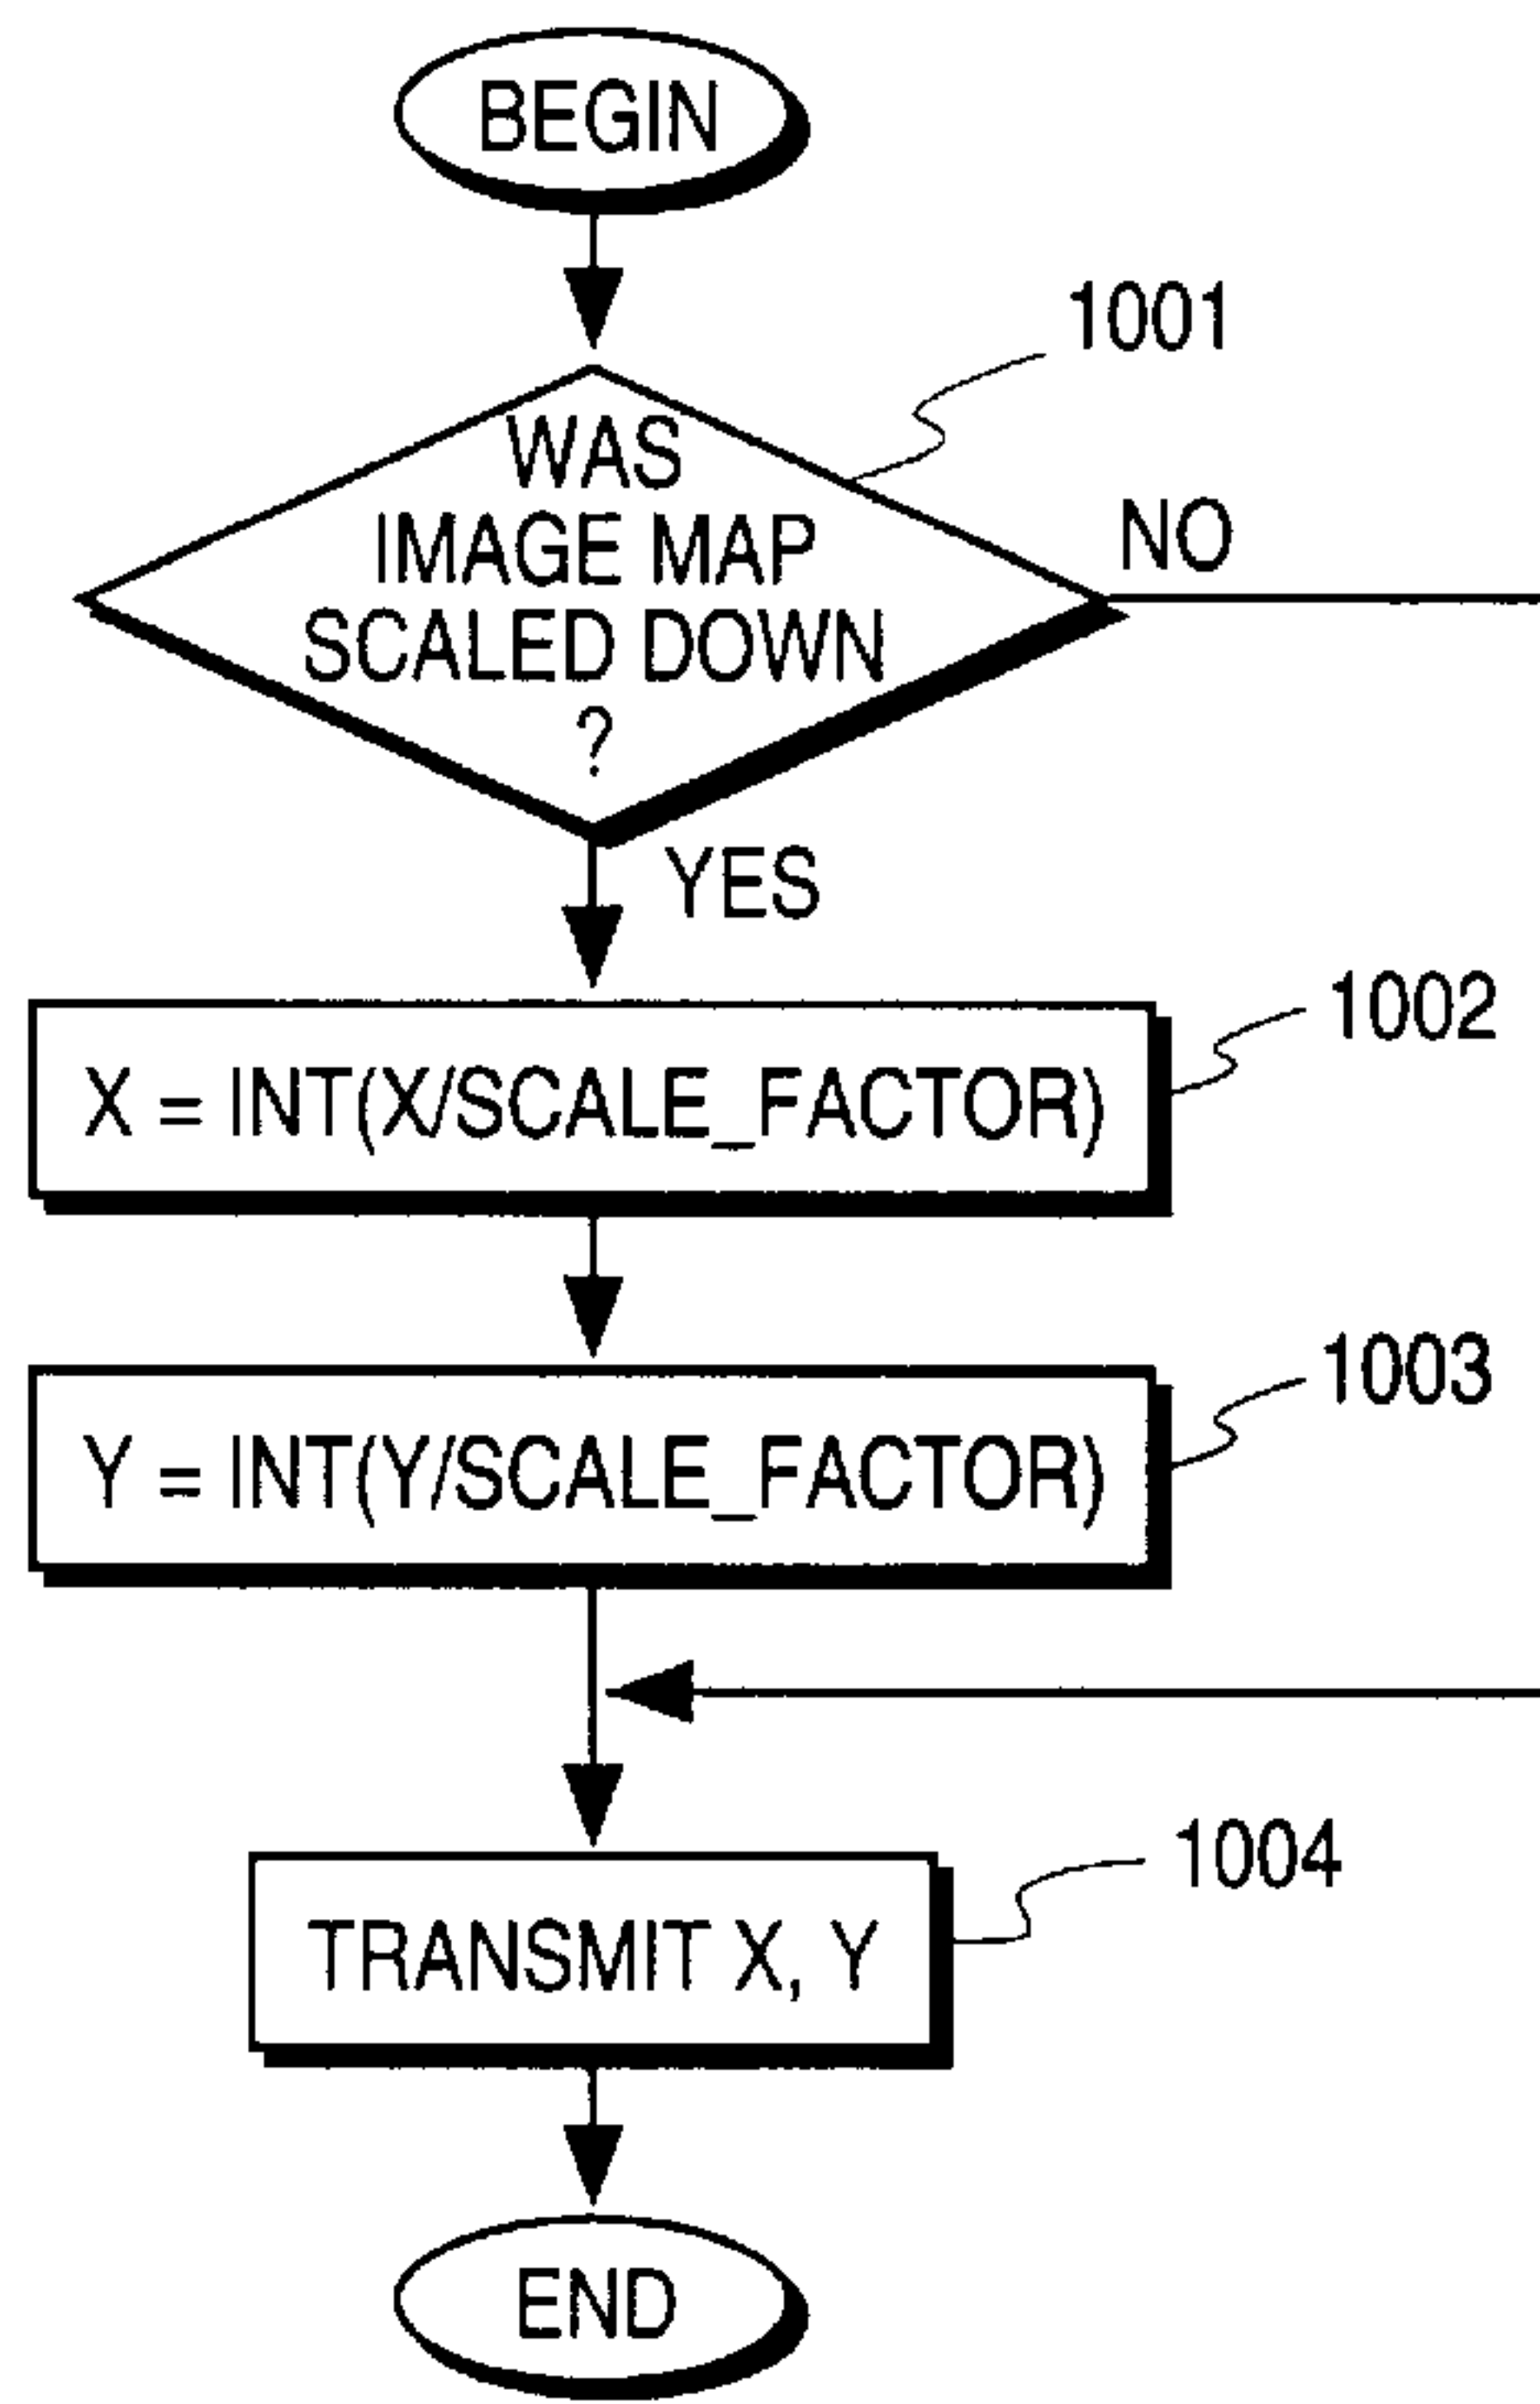 BEGIN
1001
WAS
IMAGE MAP
SCALED DOWN
?
NO
YES
1002
X = INT(X/SCALE_FACTOR)
1003
Y = INT(Y/SCALE_FACTOR)
1004
TRANSMIT X, Y
END